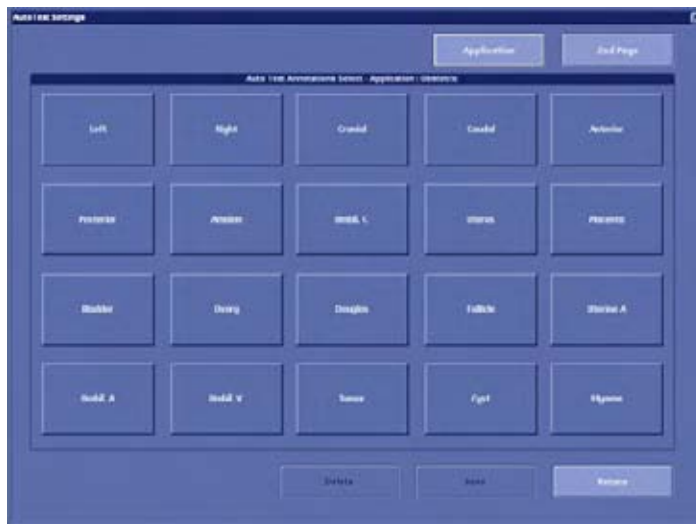 Auto Text Settings
Application 2nd Page
Auto Text Annotations Select - Application : Obstetric
Left Right Cranial Caudal Anterior
Posterior Amnion Umbil. C Uterus Placenta
Bladder Ovary Douglas Follicle Uterine A
Umbil. A Umbil. V Tumor Cyst Myoma
Delete Save Return